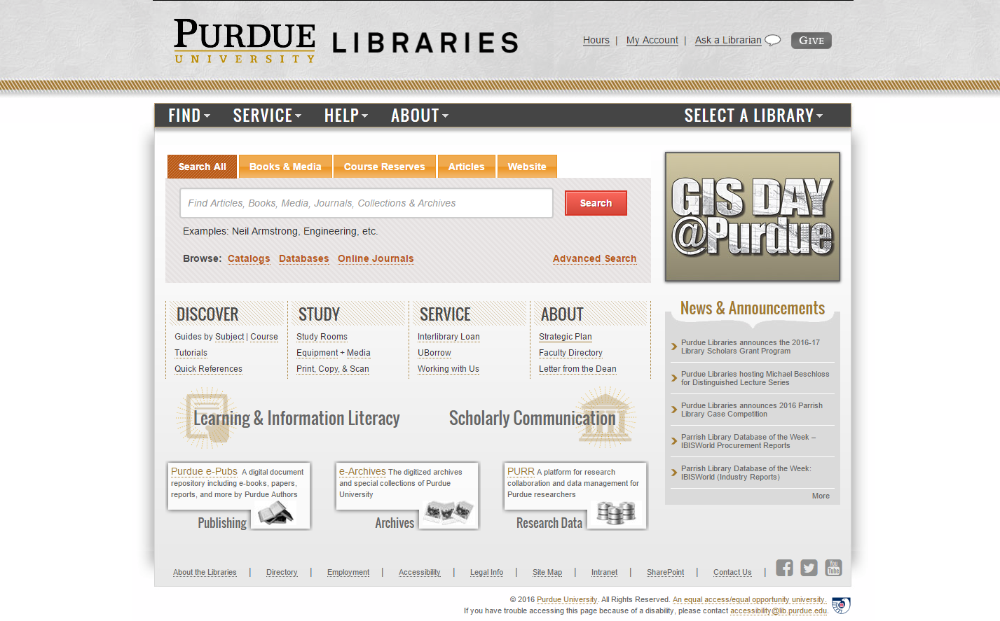 PURDUE
UNIVERSITY
LIBRARIES
Hours | My Account | Ask a Librarian
GIVE
FIND SERVICE HELP ABOUT SELECT A LIBRARY
Search All Books & Media Course Reserves Articles Website
Find Articles, Books, Media, Journals, Collections & Archives
Search
Examples: Neil Armstrong, Engineering, etc.
Browse: Catalogs Databases Online Journals Advanced Search
GIS DAY
@Purdue
DISCOVER
Guides by Subject | Course
Tutorials
Quick References
STUDY
Study Rooms
Equipment + Media
Print, Copy, & Scan
SERVICE
Interlibrary Loan
UBorrow
Working with Us
ABOUT
Strategic Plan
Faculty Directory
Letter from the Dean
News & Announcements
Purdue Libraries announces the 2016-17
Library Scholars Grant Program
Purdue Libraries hosting Michael Beschloss
for Distinguished Lecture Series
Purdue Libraries announces 2016 Parrish
Library Case Competition
Parrish Library Database of the Week –
IBISWorld Procurement Reports
Parrish Library Database of the Week:
IBISWorld (Industry Reports)
More
Learning & Information Literacy
Scholarly Communication
Purdue e-Pubs A digital document
repository including e-books, papers,
reports, and more by Purdue Authors
Publishing
e-Archives The digitized archives
and special collections of Purdue
University
Archives
PURR A platform for research
collaboration and data management for
Purdue researchers
Research Data
About the Libraries | Directory | Employment | Accessibility | Legal Info | Site Map | Intranet | SharePoint | Contact Us |
You
Tube
© 2016 Purdue University. All Rights Reserved. An equal access/equal opportunity university.
If you have trouble accessing this page because of a disability, please contact accessibility@lib.purdue.edu.